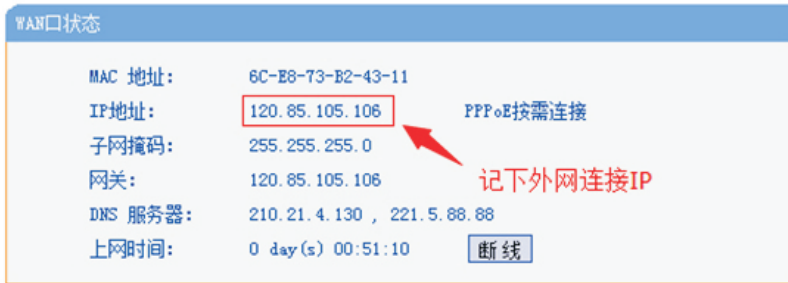 WAN口状态
MAC 地址: 6C-E8-73-B2-43-11
IP地址: 120.85.105.106 PPPoE按需连接
子网掩码: 255.255.255.0
网关: 120.85.105.106 记下外网连接IP
DNS 服务器: 210.21.4.130 , 221.5.88.88
上网时间: 0 day(s) 00:51:10 断线